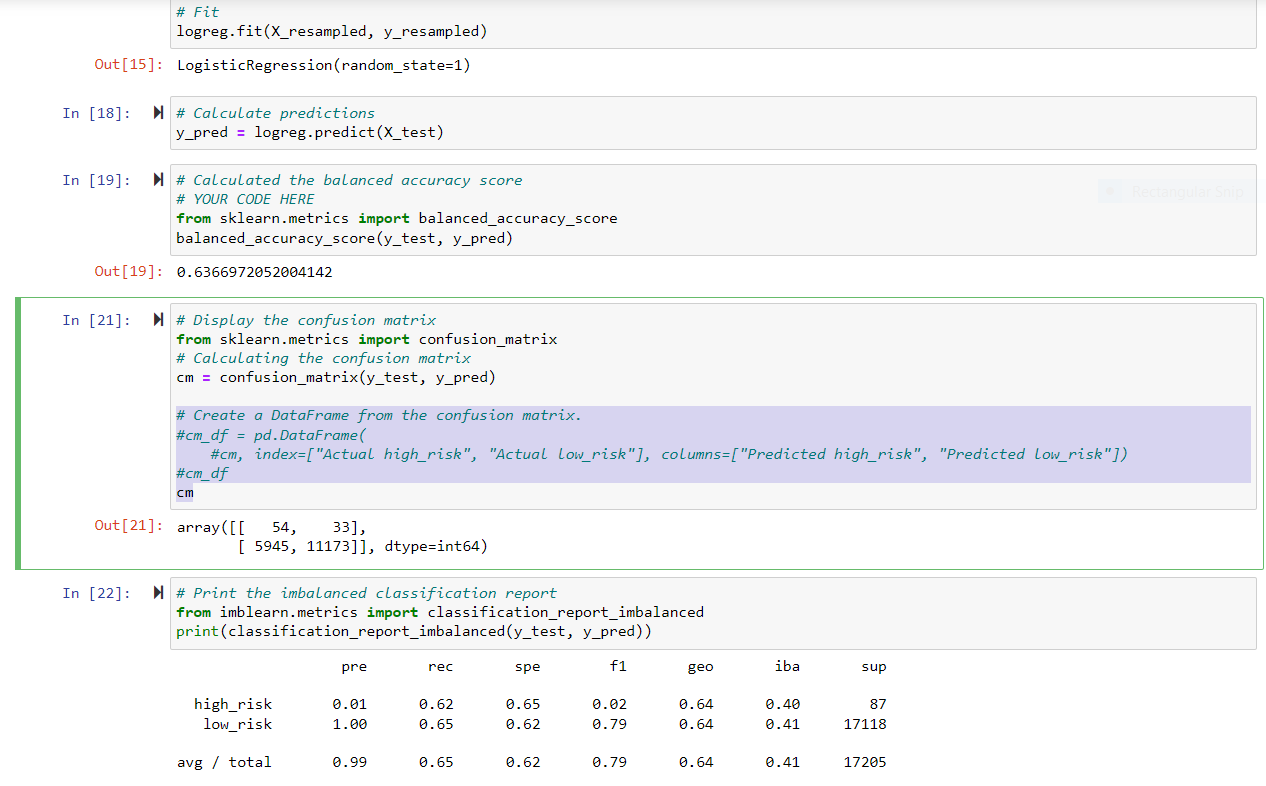 # Fit
logreg.fit(X_resampled, y_resampled)
Out[15]: LogisticRegression(random_state=1)
In [18]: # Calculate predictions
y_pred = logreg.predict(X_test)
In [19]: # Calculated the balanced accuracy score
# YOUR CODE HERE
Rectangular Snip
from sklearn.metrics import balanced_accuracy_score
balanced_accuracy_score(y_test, y_pred)
Out[19]: 0.6366972052004142
In [21]: # Display the confusion matrix
from sklearn.metrics import confusion_matrix
# Calculating the confusion matrix
cm = confusion_matrix(y_test, y_pred)
# Create a DataFrame from the confusion matrix.
#cm_df = pd.DataFrame(
    #cm, index=["Actual high_risk", "Actual low_risk"], columns=["Predicted high_risk", "Predicted low_risk"])
#cm_df
cm
Out[21]: array([[   54,    33],
       [ 5945, 11173]], dtype=int64)
In [22]: # Print the imbalanced classification report
from imblearn.metrics import classification_report_imbalanced
print(classification_report_imbalanced(y_test, y_pred))
pre rec spe f1 geo iba sup
high_risk 0.01 0.62 0.65 0.02 0.64 0.40 87
low_risk 1.00 0.65 0.62 0.79 0.64 0.41 17118
avg / total 0.99 0.65 0.62 0.79 0.64 0.41 17205